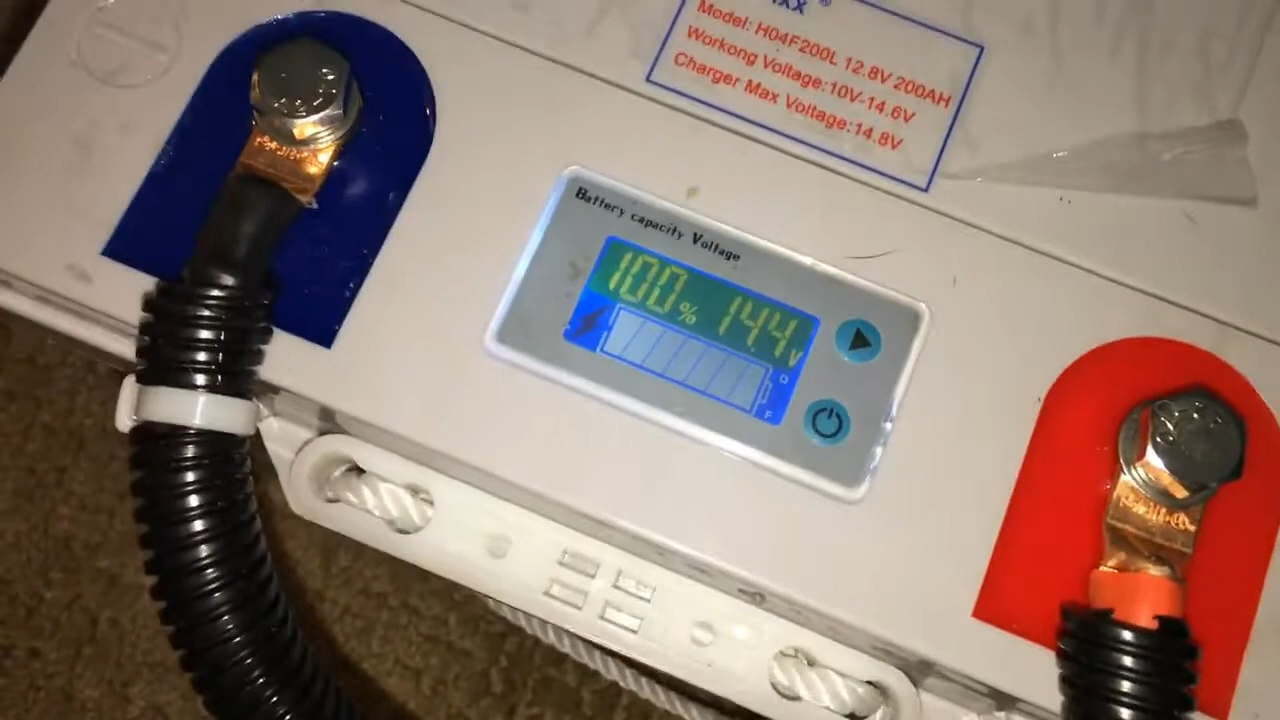 Model: H04F200L 12.8V 200AH
Workong Voltage:10V-14.6V
Charger Max Voltage:14.8V
Battery capacity Voltage
100% 14.4V